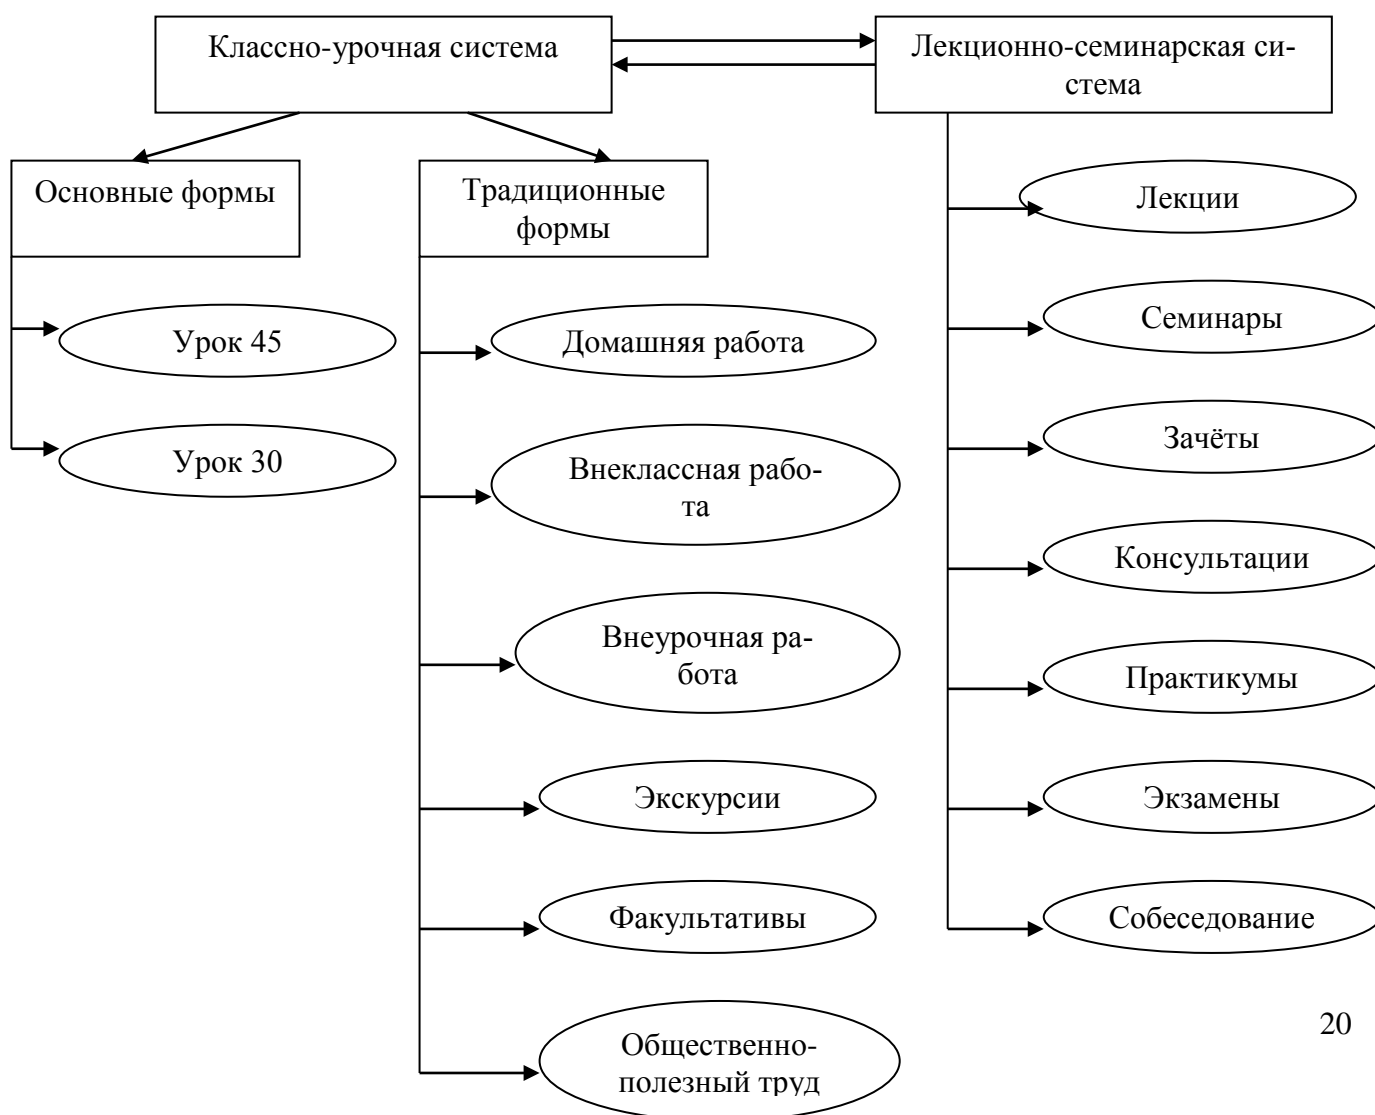 Классно-урочная система
Лекционно-семинарская си-
стема
Основные формы
Урок 45
Урок 30
Традиционные
формы
Домашняя работа
Внеклассная рабо-
та
Внеурочная ра-
бота
Экскурсии
Факультативы
Общественно-
полезный труд
Лекции
Семинары
Зачёты
Консультации
Практикумы
Экзамены
Собеседование
20